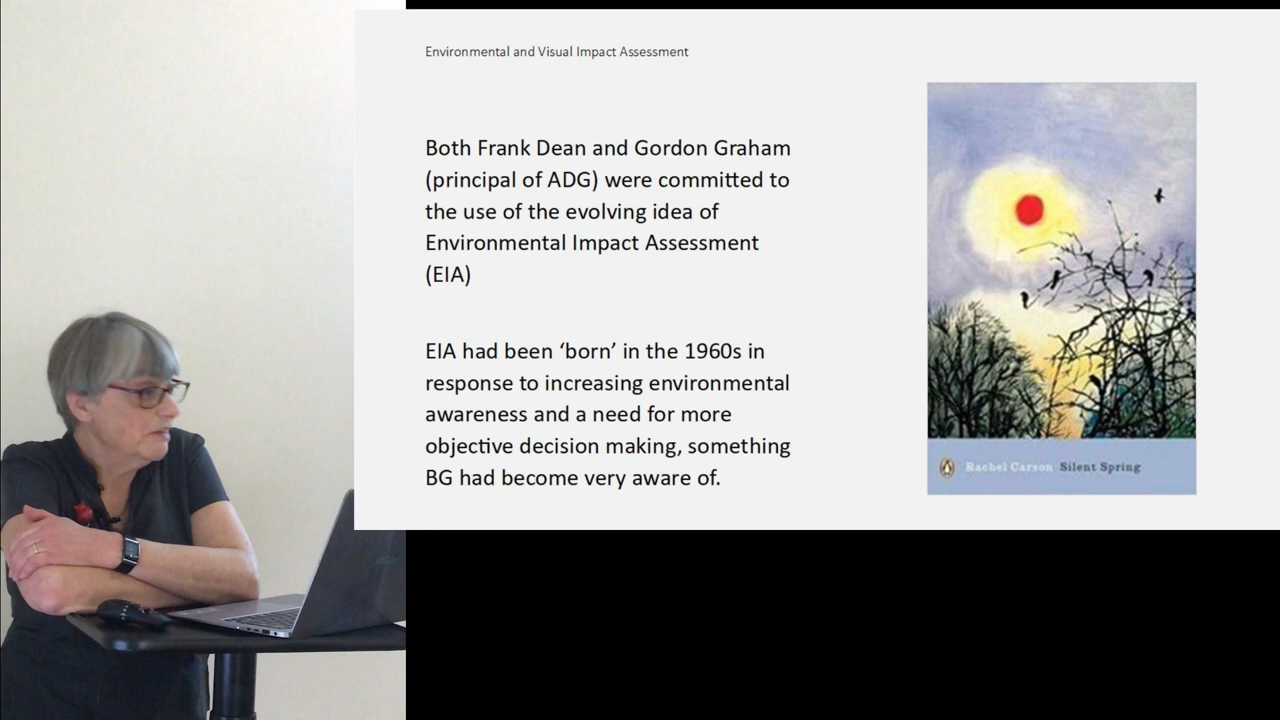 Environmental and Visual Impact Assessment
Both Frank Dean and Gordon Graham
(principal of ADG) were committed to
the use of the evolving idea of
Environmental Impact Assessment
(EIA)
EIA had been ‘born’ in the 1960s in
response to increasing environmental
awareness and a need for more
objective decision making, something
BG had become very aware of.
Rachel Carson Silent Spring